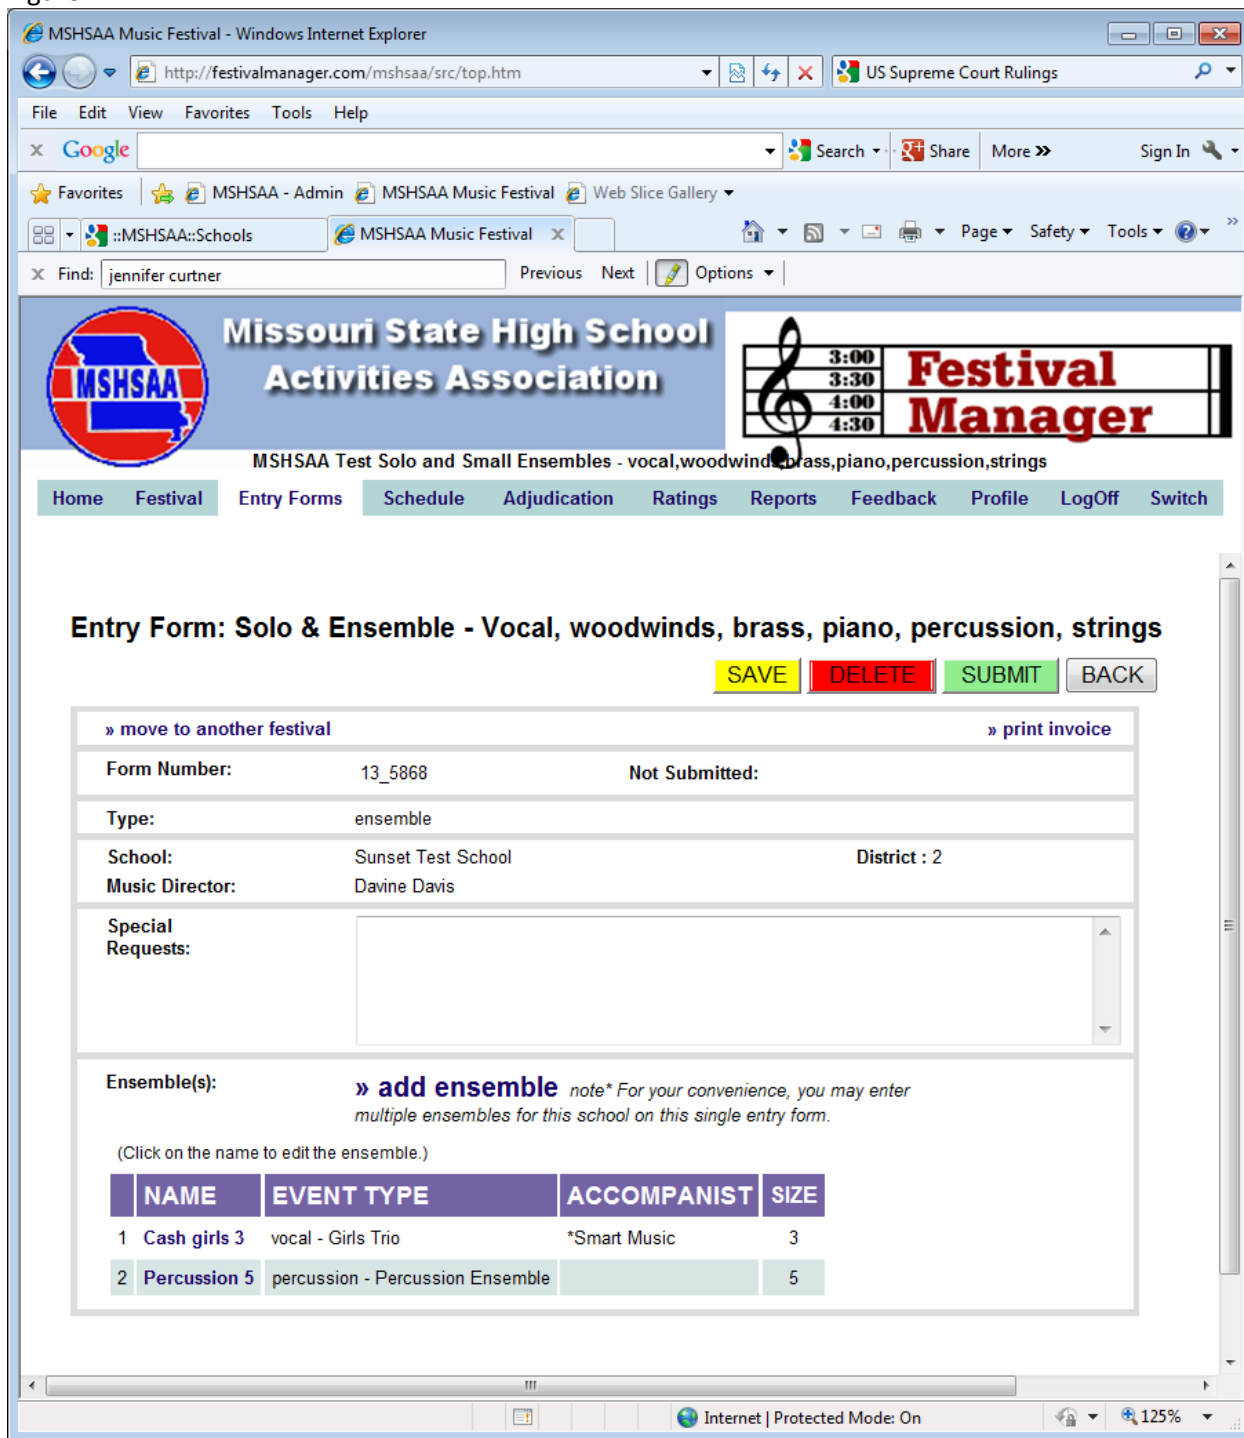 MSHSAA Music Festival - Windows Internet Explorer
http://festivalmanager.com/mshsaa/src/top.htm US Supreme Court Rulings
File Edit View Favorites Tools Help
x Google Search Share More » Sign In
Favorites MSHSAA - Admin MSHSAA Music Festival Web Slice Gallery
::MSHSAA::Schools MSHSAA Music Festival x Page Safety Tools »
x Find: jennifer curtner Previous Next Options
MSHSAA
Missouri State High School
Activities Association
3:00
3:30
4:00
4:30
Festival
Manager
MSHSAA Test Solo and Small Ensembles - vocal,woodwinds,brass,piano,percussion,strings
Home Festival Entry Forms Schedule Adjudication Ratings Reports Feedback Profile LogOff Switch
Entry Form: Solo & Ensemble - Vocal, woodwinds, brass, piano, percussion, strings
SAVE DELETE SUBMIT BACK
» move to another festival » print invoice
Form Number: 13_5868 Not Submitted:
Type: ensemble
School: Sunset Test School District : 2
Music Director: Davine Davis
Special
Requests:
Ensemble(s): » add ensemble note* For your convenience, you may enter
multiple ensembles for this school on this single entry form.
(Click on the name to edit the ensemble.)
NAME EVENT TYPE ACCOMPANIST SIZE
1 Cash girls 3 vocal - Girls Trio *Smart Music 3
2 Percussion 5 percussion - Percussion Ensemble 5
Internet | Protected Mode: On 125%